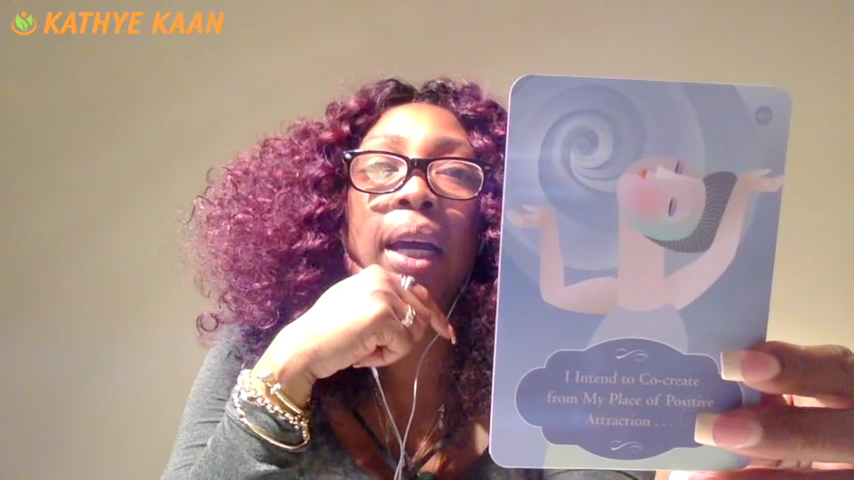 KATHYE KAAN
I Intend to Co-create
from My Place of Positive
Attraction . . . .